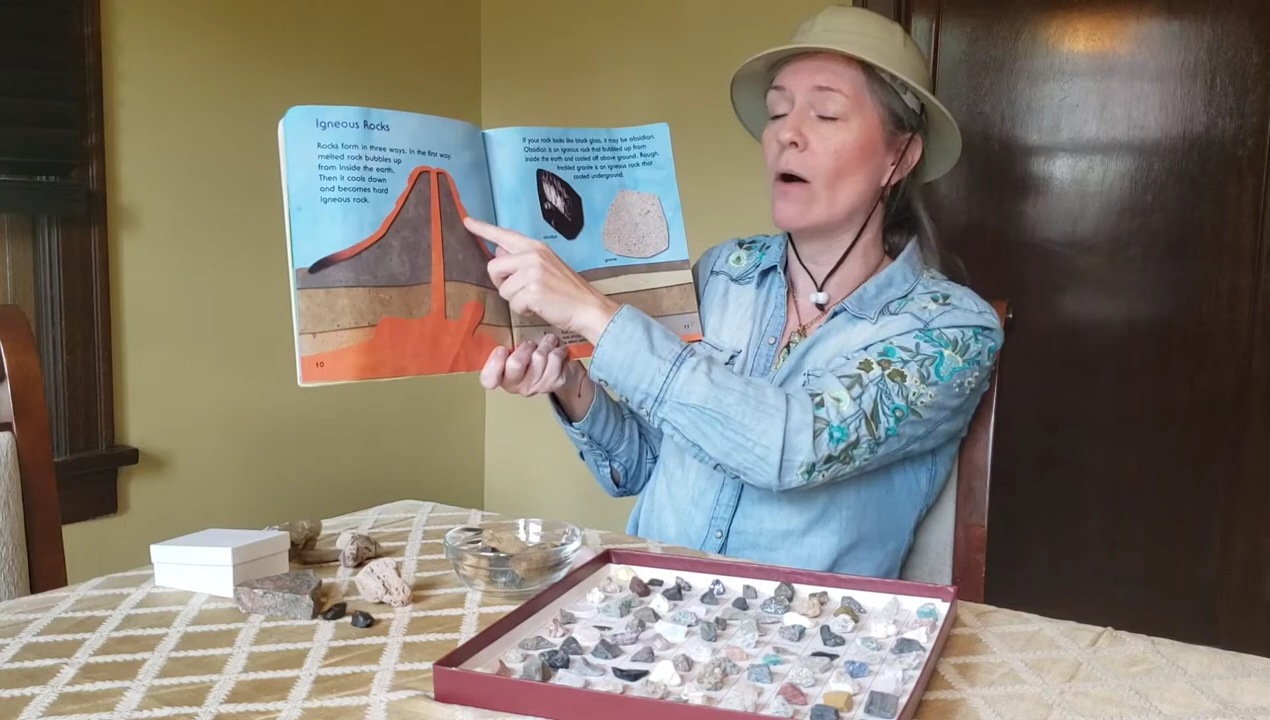 Igneous Rocks
Rocks form in three ways. In the first way,
melted rock bubbles up
from inside the earth.
Then it cools down
and becomes hard
igneous rock.
10
If your rock looks like black glass, it may be obsidian.
Obsidian is an igneous rock that bubbled up from
inside the earth and cooled off above ground. Rough,
freckled granite is an igneous rock that
cooled underground.
obsidian
granite
11